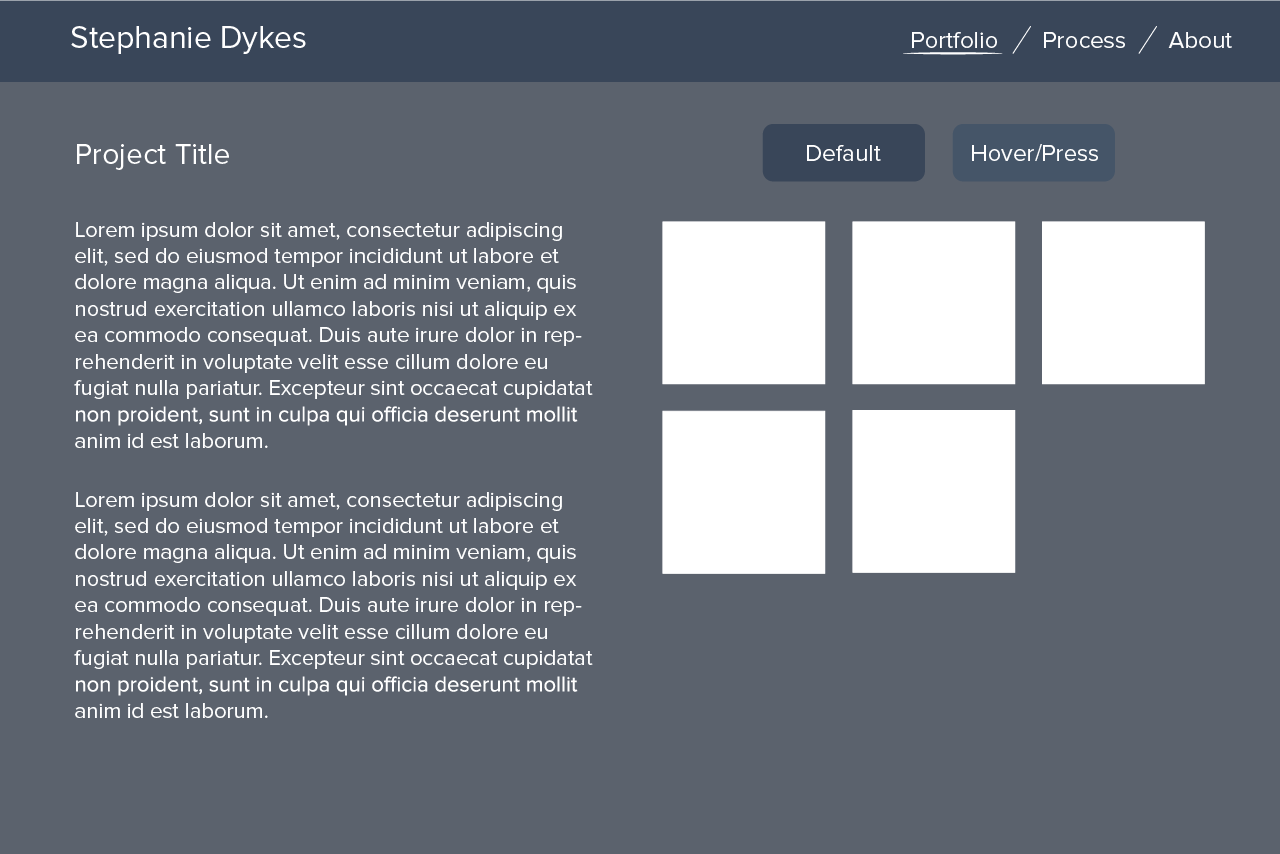 Stephanie Dykes
Portfolio / Process / About
Project Title
Default
Hover/Press
Lorem ipsum dolor sit amet, consectetur adipiscing
elit, sed do eiusmod tempor incididunt ut labore et
dolore magna aliqua. Ut enim ad minim veniam, quis
nostrud exercitation ullamco laboris nisi ut aliquip ex
ea commodo consequat. Duis aute irure dolor in rep-
rehenderit in voluptate velit esse cillum dolore eu
fugiat nulla pariatur. Excepteur sint occaecat cupidatat
non proident, sunt in culpa qui officia deserunt mollit
anim id est laborum.
Lorem ipsum dolor sit amet, consectetur adipiscing
elit, sed do eiusmod tempor incididunt ut labore et
dolore magna aliqua. Ut enim ad minim veniam, quis
nostrud exercitation ullamco laboris nisi ut aliquip ex
ea commodo consequat. Duis aute irure dolor in rep-
rehenderit in voluptate velit esse cillum dolore eu
fugiat nulla pariatur. Excepteur sint occaecat cupidatat
non proident, sunt in culpa qui officia deserunt mollit
anim id est laborum.